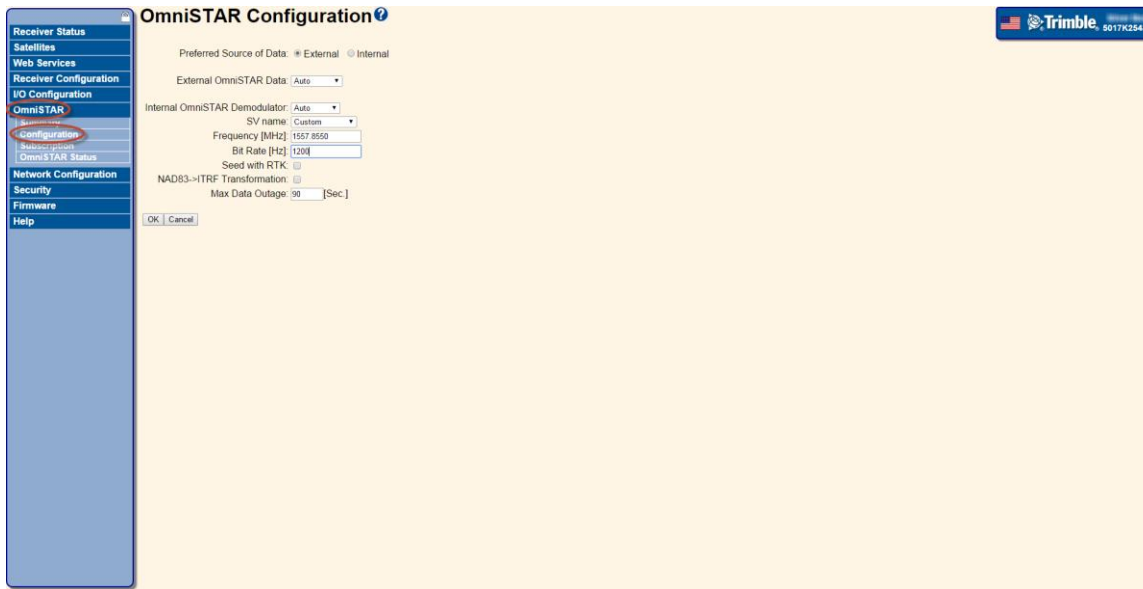 OmniSTAR Configuration?
Trimble.
5017K254
Receiver Status
Satellites
Web Services
Receiver Configuration
I/O Configuration
OmniSTAR
Summary
Configuration
Subscription
OmniSTAR Status
Network Configuration
Security
Firmware
Help
Preferred Source of Data: External Internal
External OmniSTAR Data: Auto
Internal OmniSTAR Demodulator: Auto
SV name: Custom
Frequency [MHz]: 1557.8550
Bit Rate [Hz]: 1200
Seed with RTK:
NAD83->ITRF Transformation:
Max Data Outage: 90 [Sec.]
OK Cancel